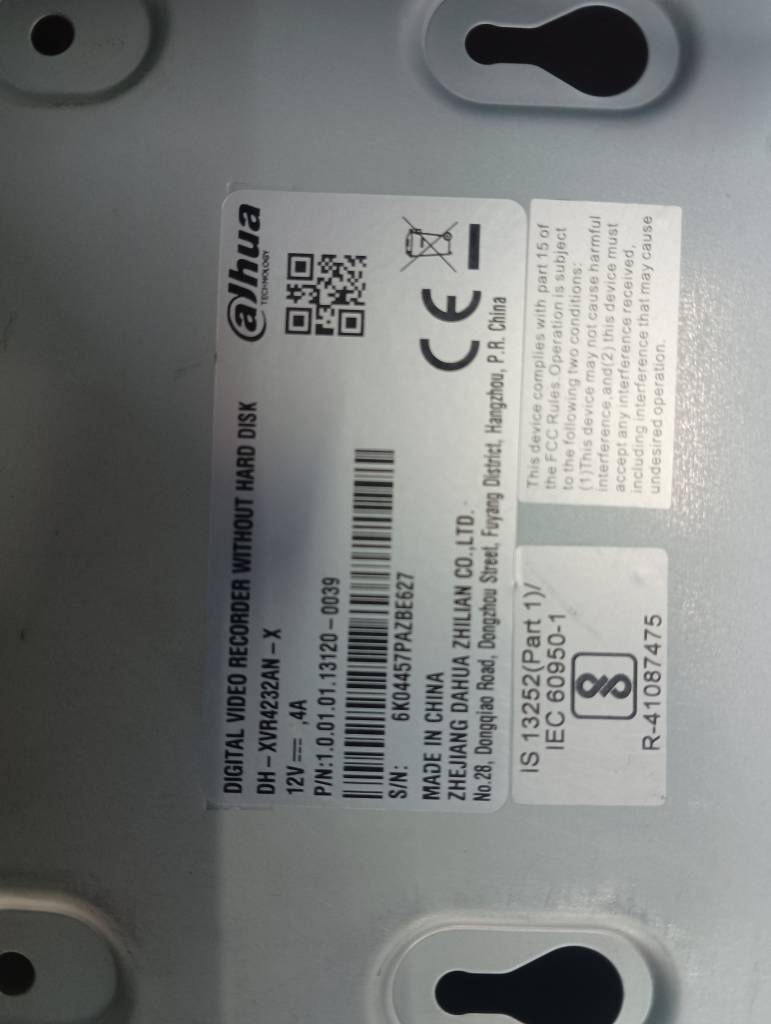 DIGITAL VIDEO RECORDER WITHOUT HARD DISK
DH-XVR4232AN-X
12V⎓ ,4A
P/N:1.0.01.01.13120-0039
S/N: 6K04457PAZBE627
MADE IN CHINA
ZHEJIANG DAHUA ZHILIAN CO.,LTD.
No.28, Dongqiao Road, Dongzhou Street, Fuyang District, Hangzhou, P.R. China
alhua
TECHNOLOGY
CE
IS 13252(Part 1)/
IEC 60950-1
R-41087475
This device complies with part 15 of
the FCC Rules.Operation is subject
to the following two conditions:
(1)This device may not cause harmful
interference,and(2) this device must
accept any interference received,
including interference that may cause
undesired operation.